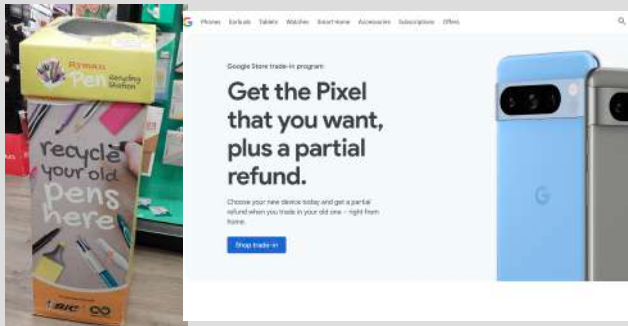 Ryman
Pen Recycling
Station
recycle
your old
pens
here
BIC
Phones Earbuds Tablets Watches Smart Home Accessories Subscriptions Offers
Google Store trade-in program
Get the Pixel
that you want,
plus a partial
refund.
Choose your new device today and get a partial
refund when you trade in your old one – right from
home.
Shop trade-in
G